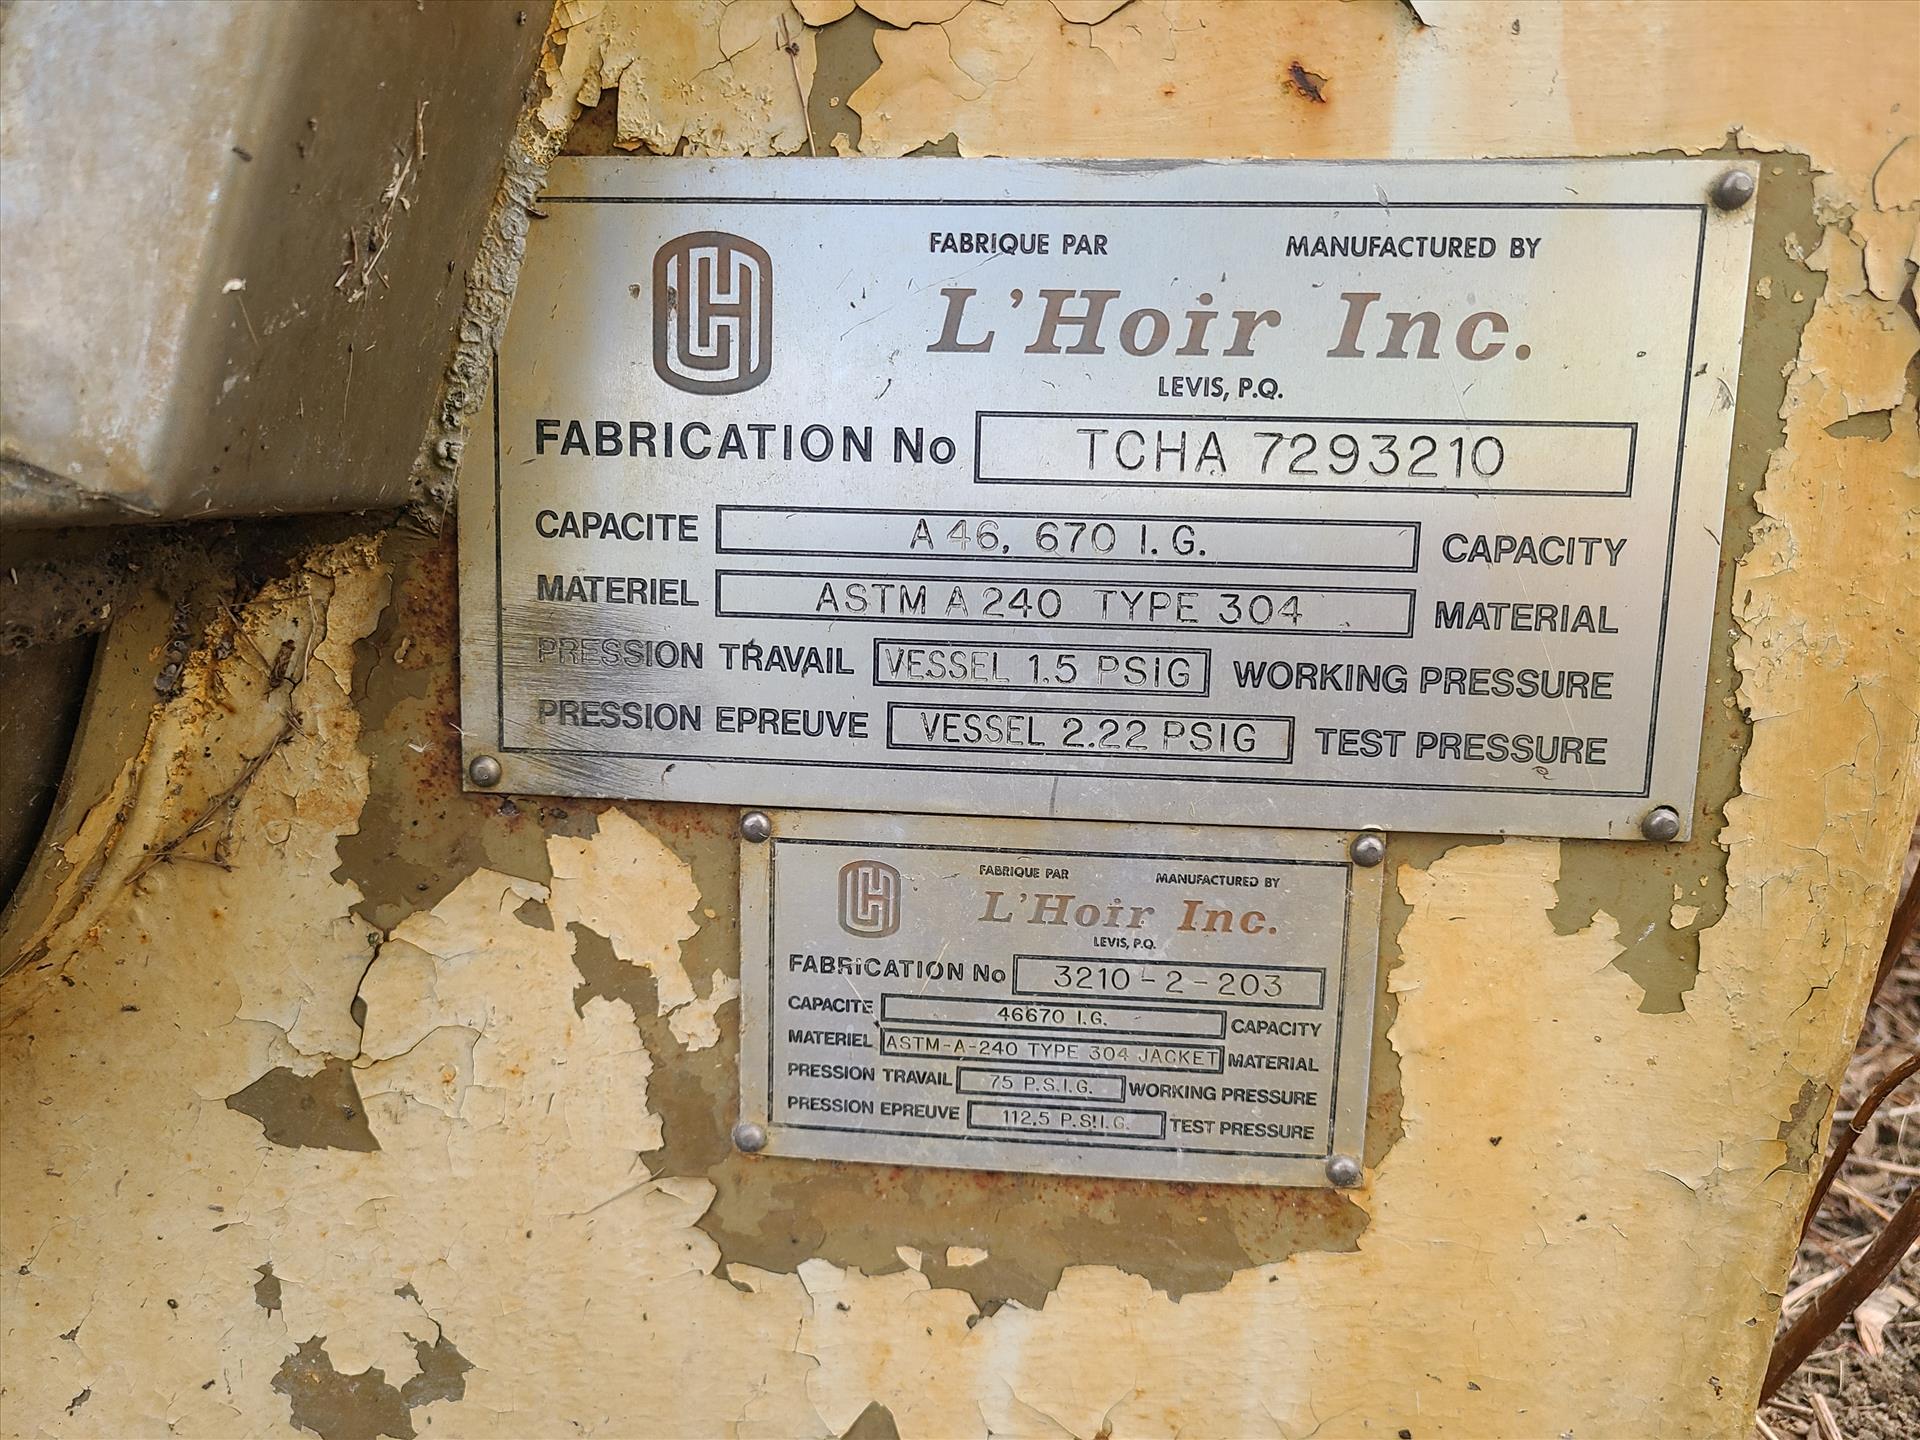 LCH
FABRIQUE PAR MANUFACTURED BY
L'Hoir Inc.
LEVIS, P.Q.
FABRICATION No TCHA 7293210
CAPACITE A 46, 670 I.G. CAPACITY
MATERIEL ASTM A 240 TYPE 304 MATERIAL
PRESSION TRAVAIL VESSEL 1.5 PSIG WORKING PRESSURE
PRESSION EPREUVE VESSEL 2.22 PSIG TEST PRESSURE
LCH
FABRIQUE PAR MANUFACTURED BY
L'Hoir Inc.
LEVIS, P.Q.
FABRICATION No 3210-2-203
CAPACITE 46670 I.G. CAPACITY
MATERIEL ASTM-A-240 TYPE 304 JACKET MATERIAL
PRESSION TRAVAIL 75 P.S.I.G. WORKING PRESSURE
PRESSION EPREUVE 112.5 P.S.I.G. TEST PRESSURE